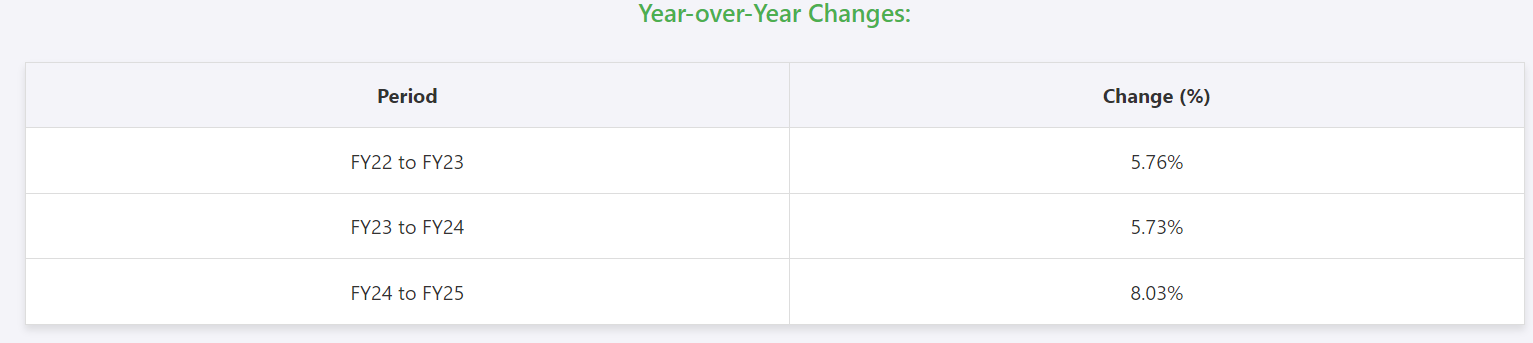 Year-over-Year Changes:
Period Change (%)
FY22 to FY23 5.76%
FY23 to FY24 5.73%
FY24 to FY25 8.03%